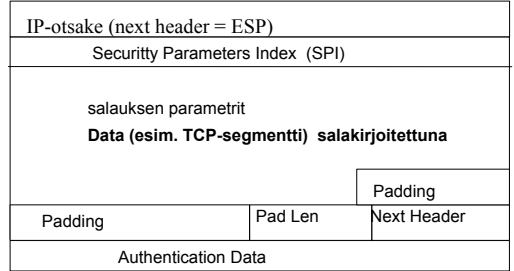 IP-otsake (next header = ESP)
Securitty Parameters Index (SPI)
salauksen parametrit
Data (esim. TCP-segmentti) salakirjoitettuna
Padding
Padding
Pad Len
Next Header
Authentication Data